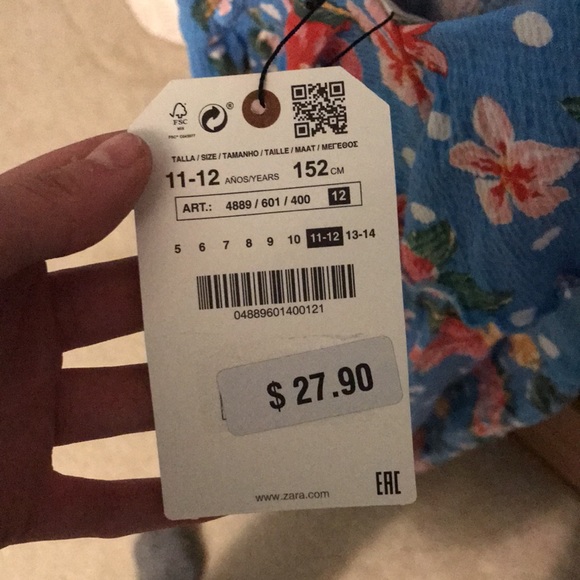 FSC
®
TALLA / SIZE / TAMANHO / TAILLE / MAAT / ΜΕΓΕΘΟΣ
11-12 AÑOS/YEARS 152 CM
ART.: 4889 / 601 / 400 12
5 6 7 8 9 10 11-12 13-14
04889601400121
$ 27.90
www.zara.com
EAC